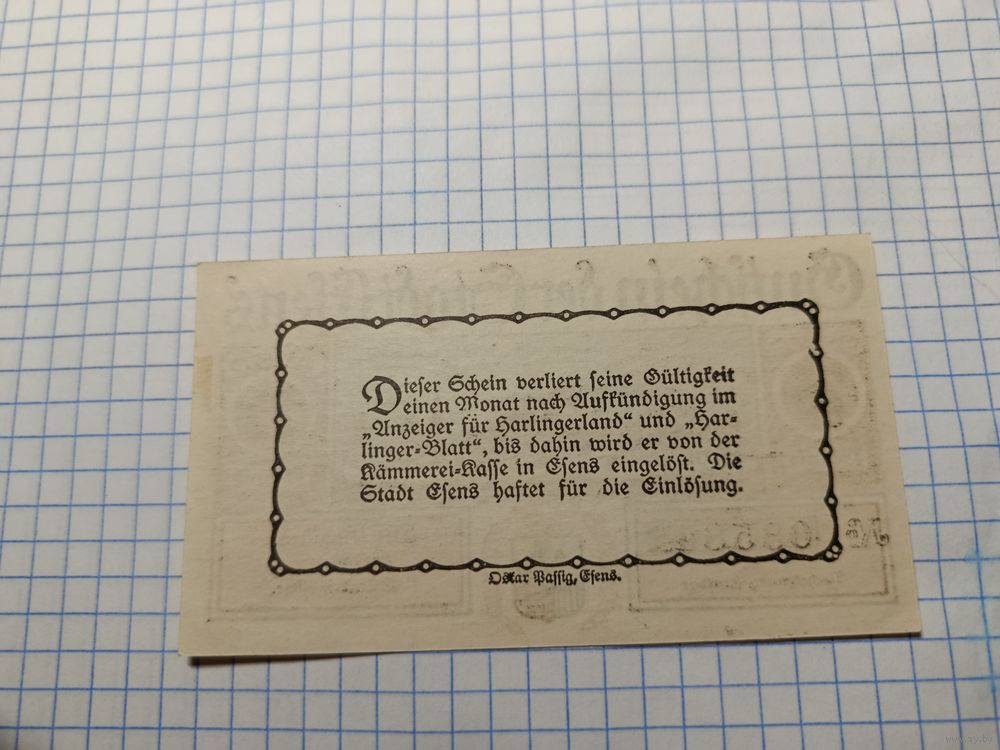 Dieser Schein verliert seine Gültigkeit
einen Monat nach Aufkündigung im
„Anzeiger für Harlingerland“ und „Har-
linger-Blatt“, bis dahin wird er von der
Kämmerei-Kasse in Esens eingelöst. Die
Stadt Esens haftet für die Einlösung.
Oskar Passig, Esens.